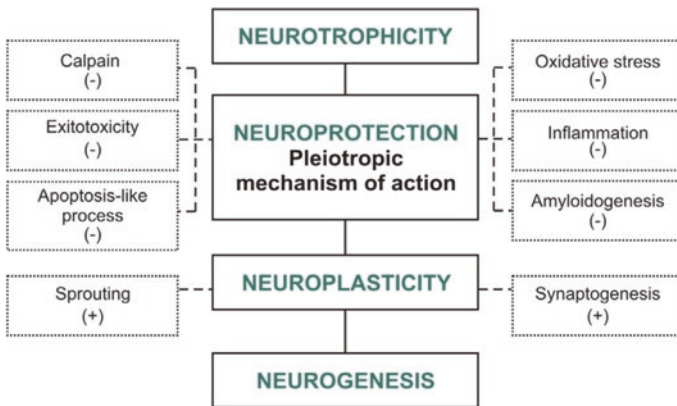 NEUROTROPHICITY
Calpain
(-)
Exitotoxicity
(-)
Apoptosis-like
process
(-)
NEUROPROTECTION
Pleiotropic
mechanism of action
Oxidative stress
(-)
Inflammation
(-)
Amyloidogenesis
(-)
Sprouting
(+)
NEUROPLASTICITY
Synaptogenesis
(+)
NEUROGENESIS